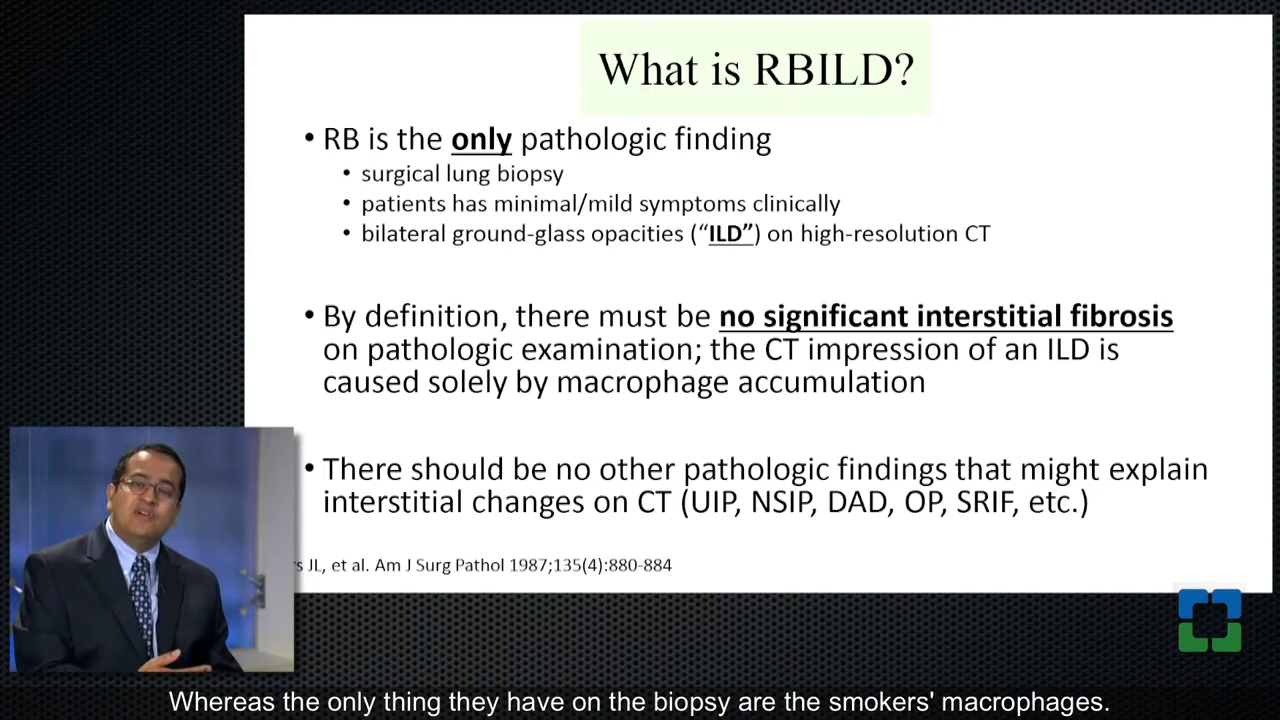 What is RBILD?
• RB is the only pathologic finding
• surgical lung biopsy
• patients has minimal/mild symptoms clinically
• bilateral ground-glass opacities (“ILD”) on high-resolution CT
• By definition, there must be no significant interstitial fibrosis
on pathologic examination; the CT impression of an ILD is
caused solely by macrophage accumulation
• There should be no other pathologic findings that might explain
interstitial changes on CT (UIP, NSIP, DAD, OP, SRIF, etc.)
JL, et al. Am J Surg Pathol 1987;135(4):880-884
Whereas the only thing they have on the biopsy are the smokers' macrophages.